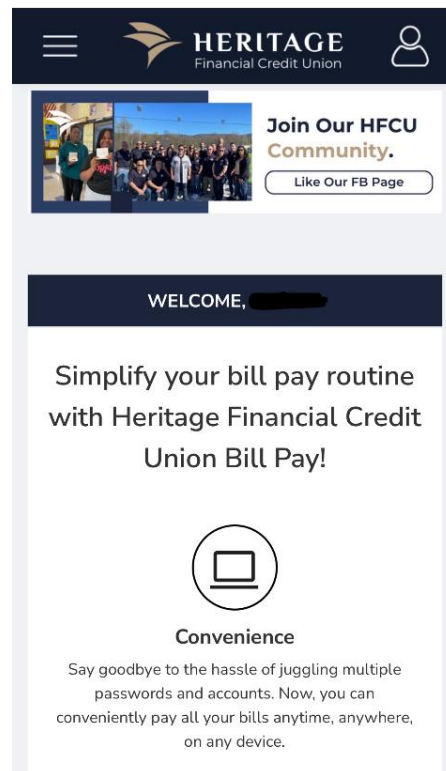 HERITAGE
Financial Credit Union
Join Our HFCU
Community.
Like Our FB Page
WELCOME,
Simplify your bill pay routine
with Heritage Financial Credit
Union Bill Pay!
Convenience
Say goodbye to the hassle of juggling multiple
passwords and accounts. Now, you can
conveniently pay all your bills anytime, anywhere,
on any device.